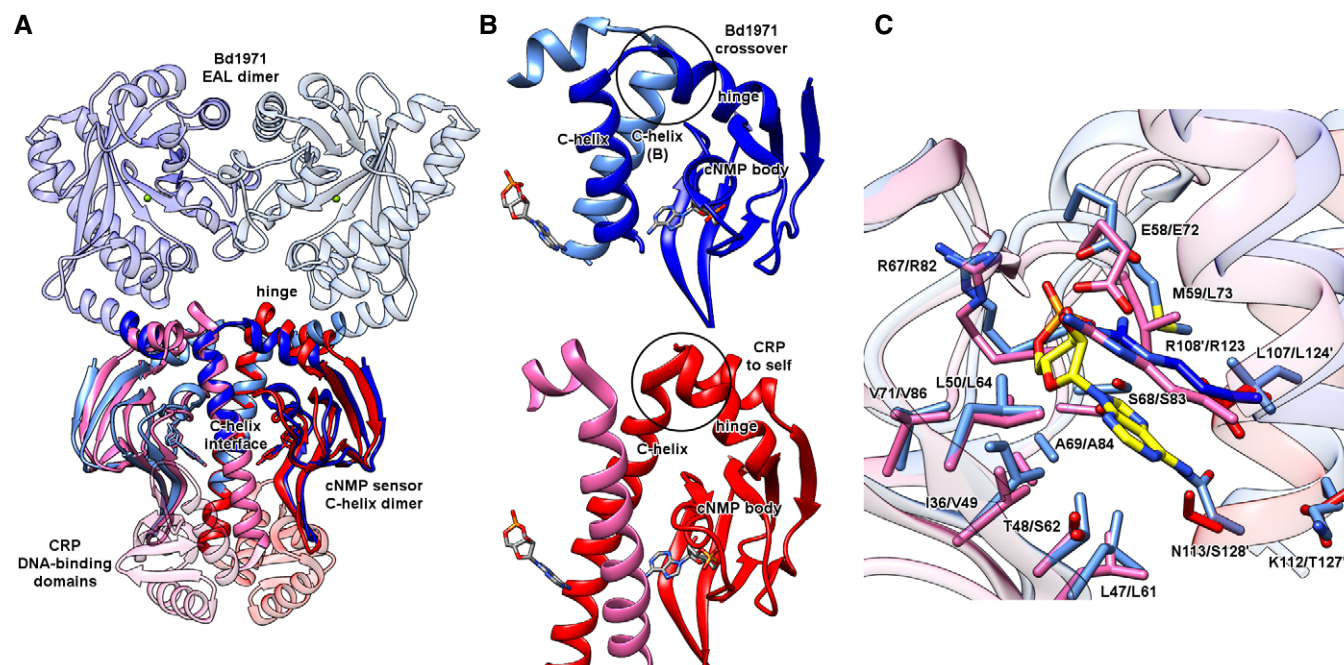 A
Bd1971
EAL dimer
hinge
C-helix
interface
cNMP sensor
C-helix dimer
CRP
DNA-binding
domains
B
Bd1971
crossover
hinge
C-helix
C-helix
(B)
cNMP body
CRP
to self
hinge
C-helix
cNMP body
C
E58/E72
R67/R82
M59/L73
R108'/R123
L107/L124'
V71/V86
L50/L64
S68/S83
A69/A84
I36/V49
T48/S62
N113/S128'
K112/T127'
L47/L61